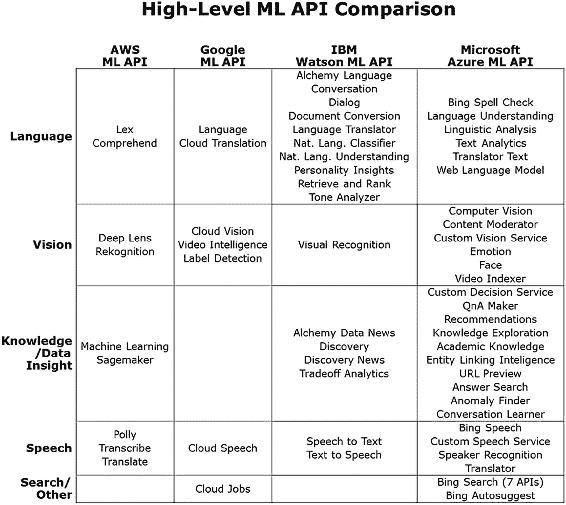 High-Level ML API Comparison
AWS
ML API
Google
ML API
IBM
Watson ML API
Microsoft
Azure ML API
Language
Lex
Comprehend
Language
Cloud Translation
Alchemy Language
Conversation
Dialog
Document Conversion
Language Translator
Nat. Lang. Classifier
Nat. Lang. Understanding
Personality Insights
Retrieve and Rank
Tone Analyzer
Bing Spell Check
Language Understanding
Linguistic Analysis
Text Analytics
Translator Text
Web Language Model
Vision
Deep Lens
Rekognition
Cloud Vision
Video Intelligence
Label Detection
Visual Recognition
Computer Vision
Content Moderator
Custom Vision Service
Emotion
Face
Video Indexer
Knowledge
/Data
Insight
Machine Learning
Sagemaker
Alchemy Data News
Discovery
Discovery News
Tradeoff Analytics
Custom Decision Service
QnA Maker
Recommendations
Knowledge Exploration
Academic Knowledge
Entity Linking Inteligence
URL Preview
Answer Search
Anomaly Finder
Conversation Learner
Speech
Polly
Transcribe
Translate
Cloud Speech
Speech to Text
Text to Speech
Bing Speech
Custom Speech Service
Speaker Recognition
Translator
Search/
Other
Cloud Jobs
Bing Search (7 APIs)
Bing Autosuggest